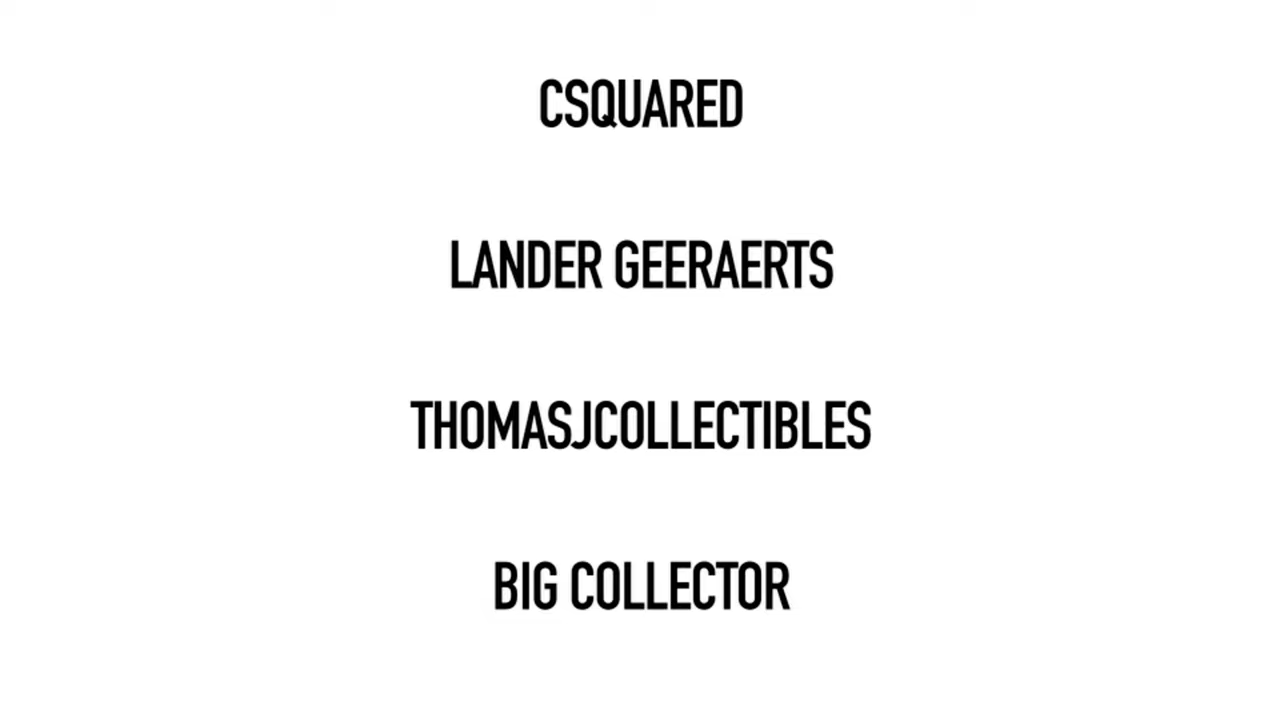 CSQUARED
LANDER GEERAERTS
THOMASJCOLLECTIBLES
BIG COLLECTOR